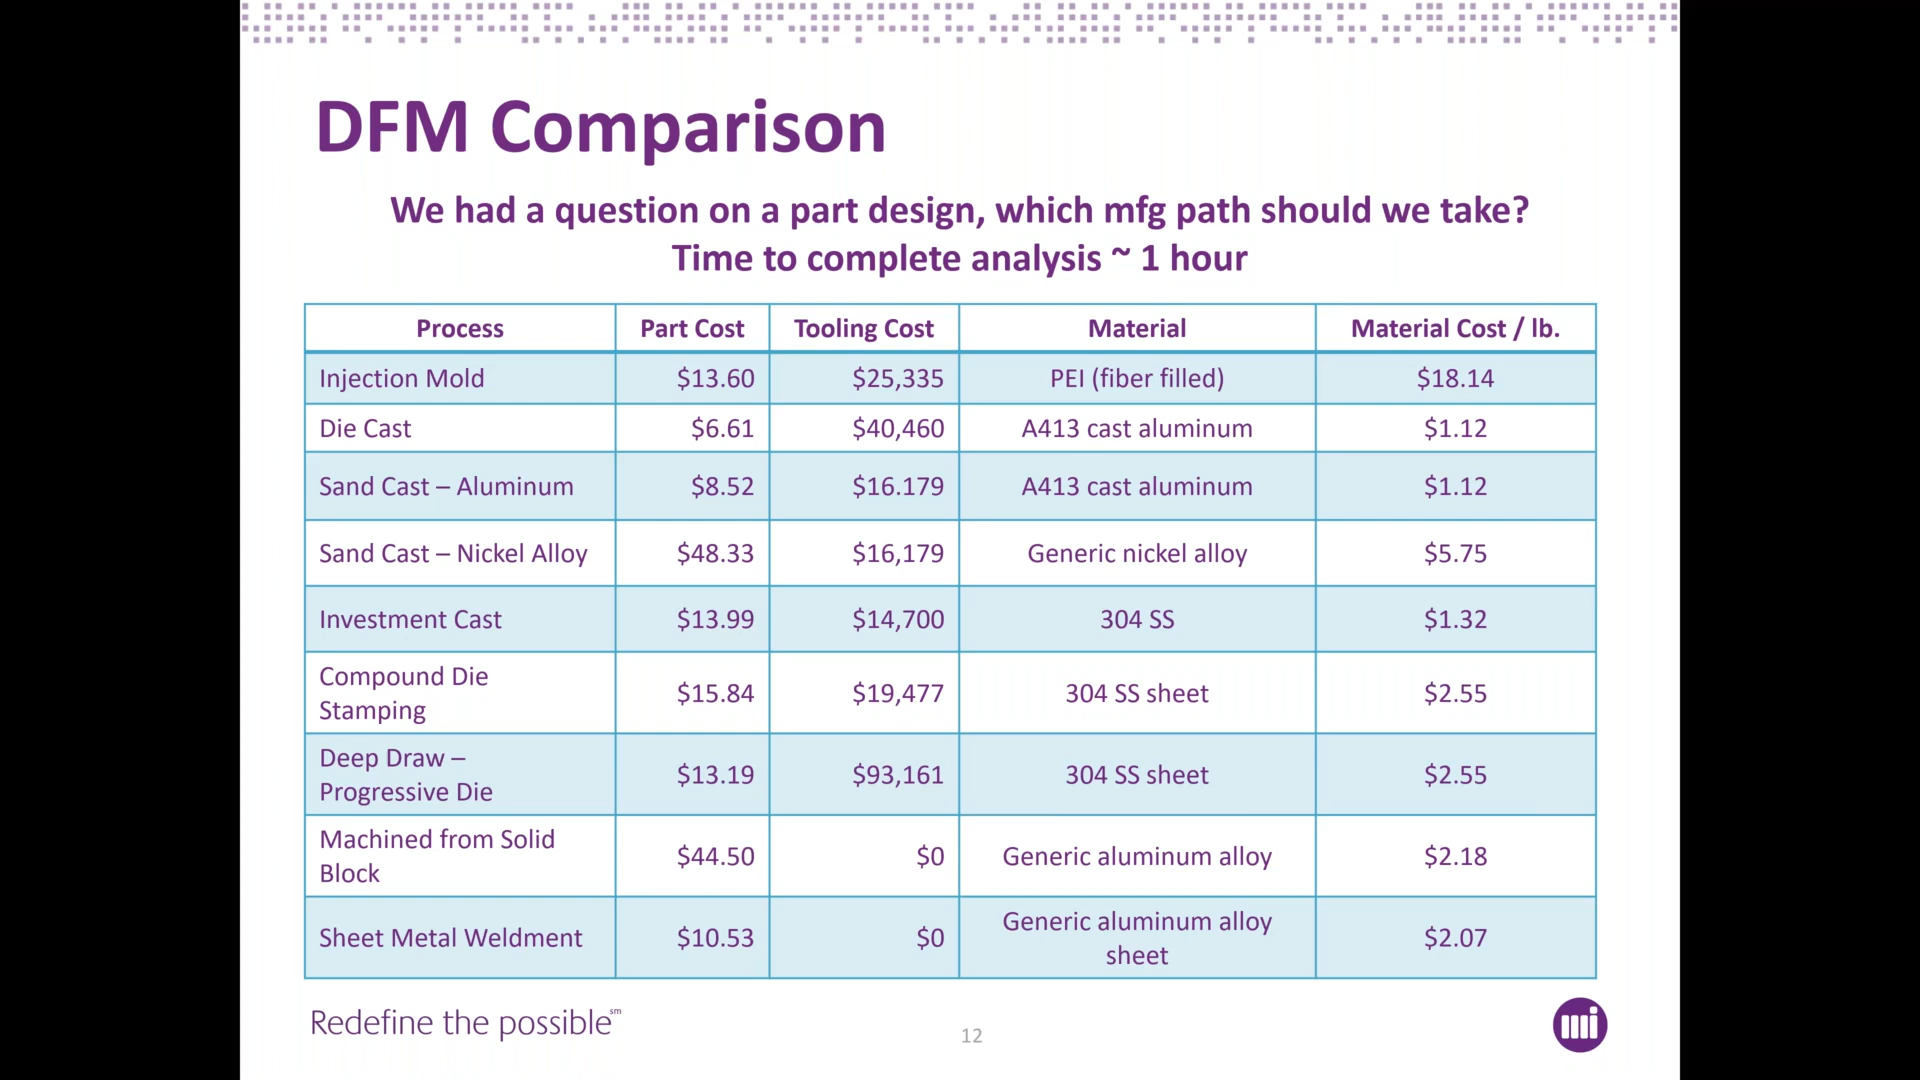 DFM Comparison
We had a question on a part design, which mfg path should we take?
Time to complete analysis ~ 1 hour
Process Part Cost Tooling Cost Material Material Cost / lb.
Injection Mold $13.60 $25,335 PEI (fiber filled) $18.14
Die Cast $6.61 $40,460 A413 cast aluminum $1.12
Sand Cast – Aluminum $8.52 $16.179 A413 cast aluminum $1.12
Sand Cast – Nickel Alloy $48.33 $16,179 Generic nickel alloy $5.75
Investment Cast $13.99 $14,700 304 SS $1.32
Compound Die
Stamping $15.84 $19,477 304 SS sheet $2.55
Deep Draw –
Progressive Die $13.19 $93,161 304 SS sheet $2.55
Machined from Solid
Block $44.50 $0 Generic aluminum alloy $2.18
Sheet Metal Weldment $10.53 $0 Generic aluminum alloy
sheet $2.07
Redefine the possible℠
12